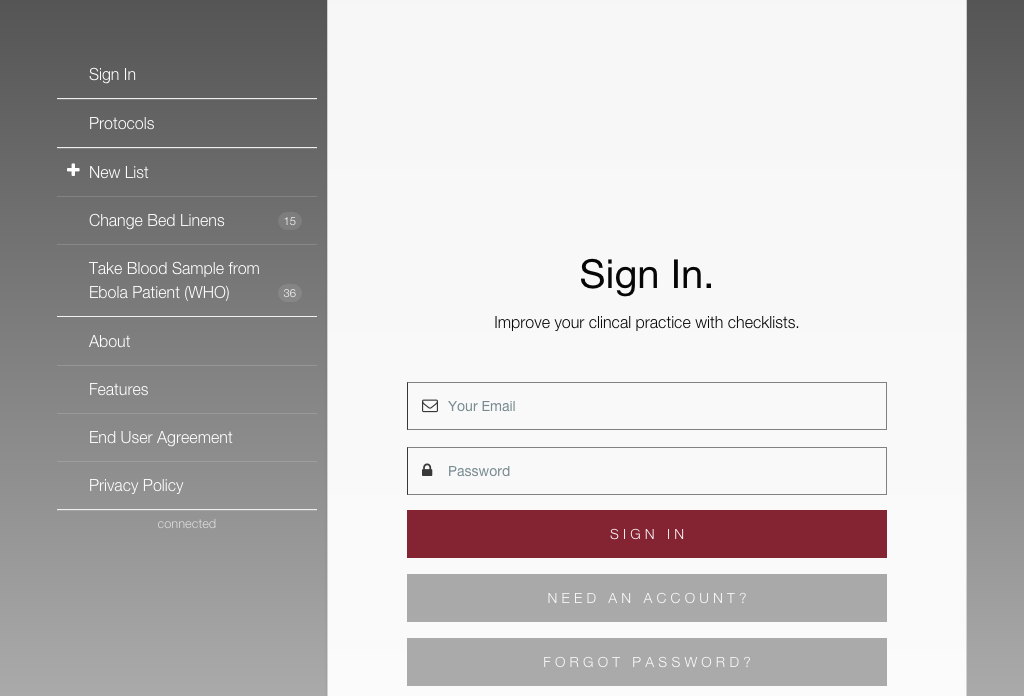 Sign In
Protocols
New List
Change Bed Linens 15
Take Blood Sample from
Ebola Patient (WHO) 36
About
Features
End User Agreement
Privacy Policy
connected
Sign In.
Improve your clincal practice with checklists.
Your Email
Password
SIGN IN
NEED AN ACCOUNT?
FORGOT PASSWORD?